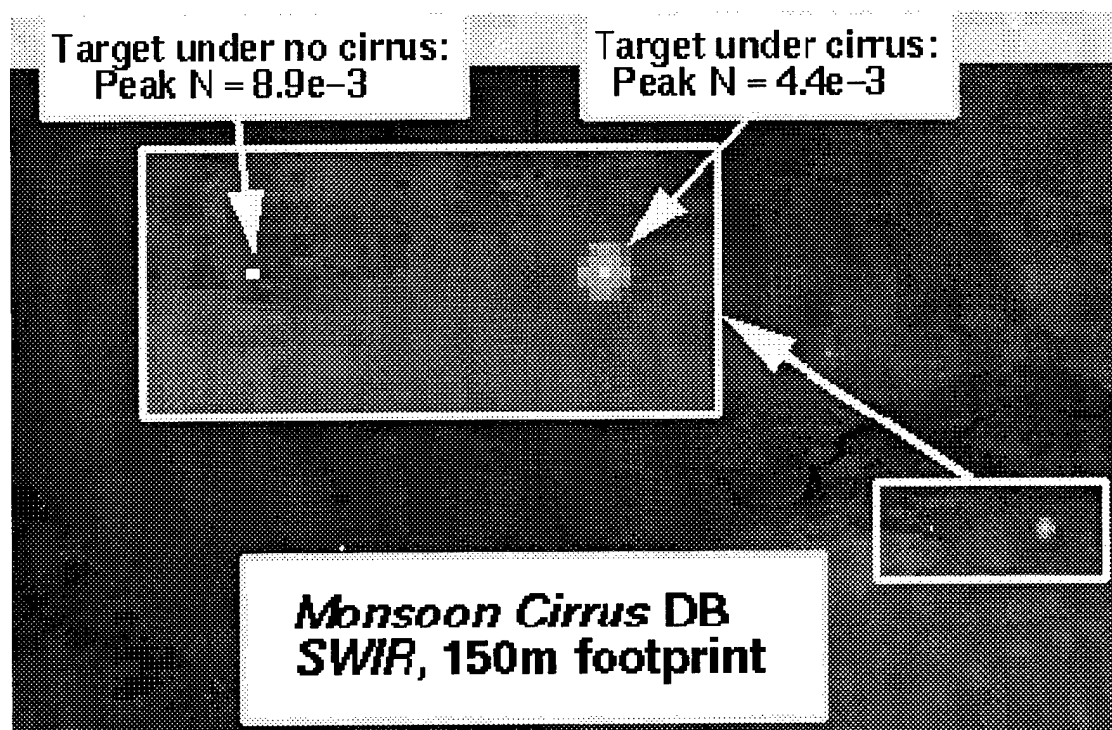 Target under no cirrus:
Peak N = 8.9e–3
Target under cirrus:
Peak N = 4.4e–3
Monsoon Cirrus DB
SWIR, 150m footprint